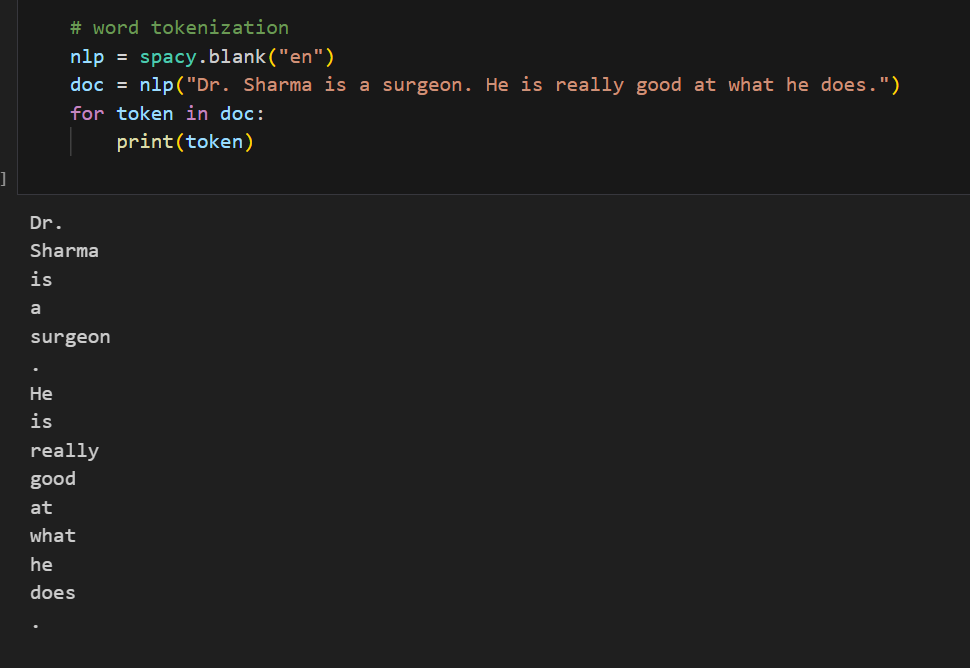 # word tokenization
nlp = spacy.blank("en")
doc = nlp("Dr. Sharma is a surgeon. He is really good at what he does.")
for token in doc:
    print(token)
]
Dr.
Sharma
is
a
surgeon
.
He
is
really
good
at
what
he
does
.